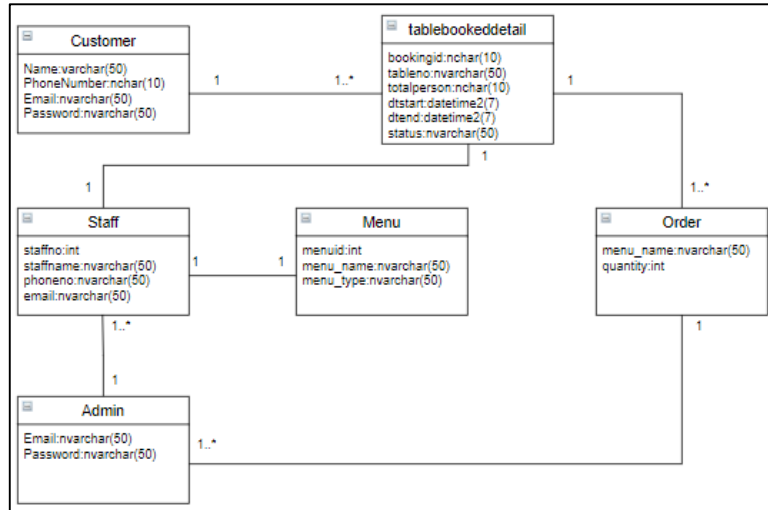 Customer
Name:varchar(50)
PhoneNumber:nchar(10)
Email:nvarchar(50)
Password:nvarchar(50)
1
1..*
tablebookeddetail
bookingid:nchar(10)
tableno:nvarchar(50)
totalperson:nchar(10)
dtstart:datetime2(7)
dtend:datetime2(7)
status:nvarchar(50)
1
1
1
1..*
Staff
staffno:int
staffname:nvarchar(50)
phoneno:nvarchar(50)
email:nvarchar(50)
1
1
Menu
menuid:int
menu_name:nvarchar(50)
menu_type:nvarchar(50)
Order
menu_name:nvarchar(50)
quantity:int
1..*
1
1
Admin
Email:nvarchar(50)
Password:nvarchar(50)
1..*